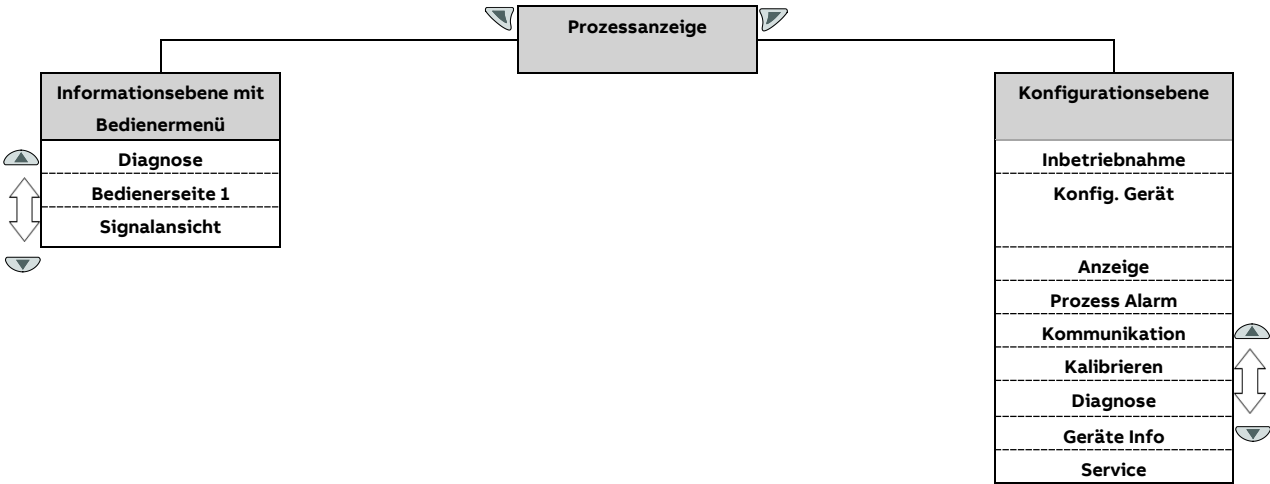 Prozessanzeige
Informationsebene mit
Bedienermenü
Diagnose
Bedienerseite 1
Signalansicht
Konfigurationsebene
Inbetriebnahme
Konfig. Gerät
Anzeige
Prozess Alarm
Kommunikation
Kalibrieren
Diagnose
Geräte Info
Service